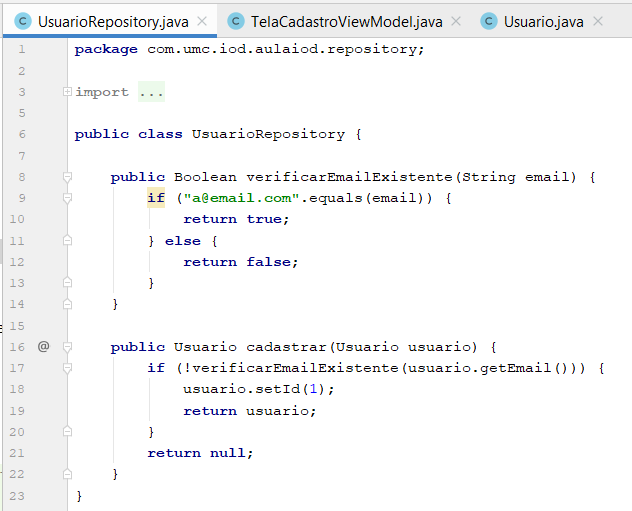 UsuarioRepository.java × TelaCadastroViewModel.java × Usuario.java ×
1 package com.umc.iod.aulaiod.repository;
2
3 import ...
5
6 public class UsuarioRepository {
7
8 public Boolean verificarEmailExistente(String email) {
9 if ("a@email.com".equals(email)) {
10 return true;
11 } else {
12 return false;
13 }
14 }
15
16 @ public Usuario cadastrar(Usuario usuario) {
17 if (!verificarEmailExistente(usuario.getEmail())) {
18 usuario.setId(1);
19 return usuario;
20 }
21 return null;
22 }
23 }